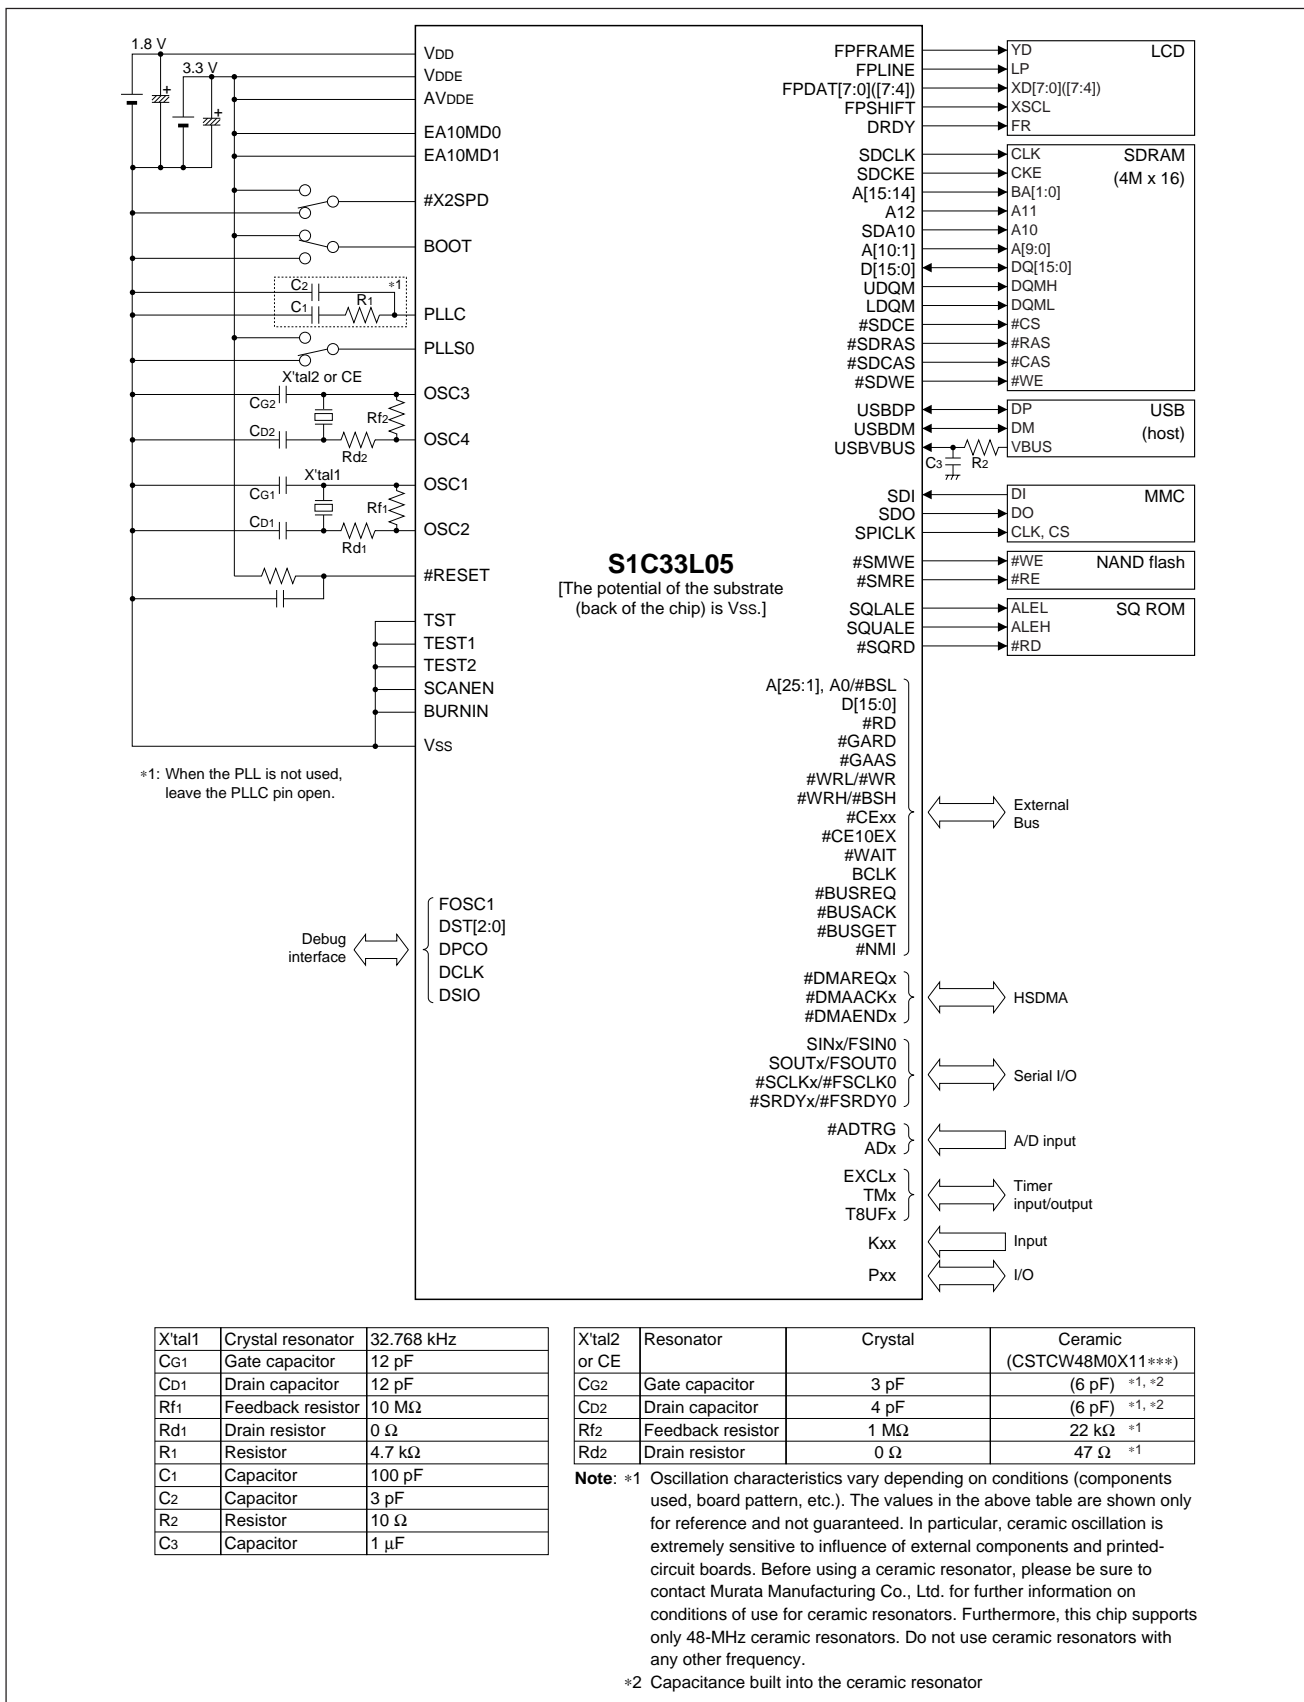 1.8 V
3.3 V
VDD
VDDE
AVDDE
EA10MD0
EA10MD1
#X2SPD
BOOT
C2
*1
C1
R1
PLLC
PLLS0
X'tal2 or CE
OSC3
CG2
Rf2
CD2
OSC4
Rd2
X'tal1
OSC1
CG1
Rf1
CD1
OSC2
Rd1
#RESET
TST
TEST1
TEST2
SCANEN
BURNIN
VSS
*1: When the PLL is not used,
leave the PLLC pin open.
Debug
interface
FOSC1
DST[2:0]
DPCO
DCLK
DSIO
S1C33L05
[The potential of the substrate
(back of the chip) is VSS.]
FPFRAME YD LCD
FPLINE LP
FPDAT[7:0]([7:4]) XD[7:0]([7:4])
FPSHIFT XSCL
DRDY FR
SDCLK CLK SDRAM
SDCKE CKE (4M x 16)
A[15:14] BA[1:0]
A12 A11
SDA10 A10
A[10:1] A[9:0]
D[15:0] DQ[15:0]
UDQM DQMH
LDQM DQML
#SDCE #CS
#SDRAS #RAS
#SDCAS #CAS
#SDWE #WE
USBDP DP USB
USBDM DM (host)
USBVBUS VBUS
C3 R2
SDI DI MMC
SDO DO
SPICLK CLK, CS
#SMWE #WE NAND flash
#SMRE #RE
SQLALE ALEL SQ ROM
SQUALE ALEH
#SQRD #RD
A[25:1], A0/#BSL
D[15:0]
#RD
#GARD
#GAAS
#WRL/#WR
#WRH/#BSH
#CExx
#CE10EX
#WAIT
BCLK
#BUSREQ
#BUSACK
#BUSGET
#NMI
External
Bus
#DMAREQx
#DMAACKx
#DMAENDx
HSDMA
SINx/FSIN0
SOUTx/FSOUT0
#SCLKx/#FSCLK0
#SRDYx/#FSRDY0
Serial I/O
#ADTRG
ADx
A/D input
EXCLx
TMx
T8UFx
Timer
input/output
Kxx Input
Pxx I/O
X'tal1 Crystal resonator 32.768 kHz
CG1 Gate capacitor 12 pF
CD1 Drain capacitor 12 pF
Rf1 Feedback resistor 10 MΩ
Rd1 Drain resistor 0 Ω
R1 Resistor 4.7 kΩ
C1 Capacitor 100 pF
C2 Capacitor 3 pF
R2 Resistor 10 Ω
C3 Capacitor 1 μF
X'tal2 Resonator Crystal Ceramic
or CE (CSTCW48M0X11***)
CG2 Gate capacitor 3 pF (6 pF) *1, *2
CD2 Drain capacitor 4 pF (6 pF) *1, *2
Rf2 Feedback resistor 1 MΩ 22 kΩ *1
Rd2 Drain resistor 0 Ω 47 Ω *1
Note: *1 Oscillation characteristics vary depending on conditions (components
used, board pattern, etc.). The values in the above table are shown only
for reference and not guaranteed. In particular, ceramic oscillation is
extremely sensitive to influence of external components and printed-
circuit boards. Before using a ceramic resonator, please be sure to
contact Murata Manufacturing Co., Ltd. for further information on
conditions of use for ceramic resonators. Furthermore, this chip supports
only 48-MHz ceramic resonators. Do not use ceramic resonators with
any other frequency.
*2 Capacitance built into the ceramic resonator